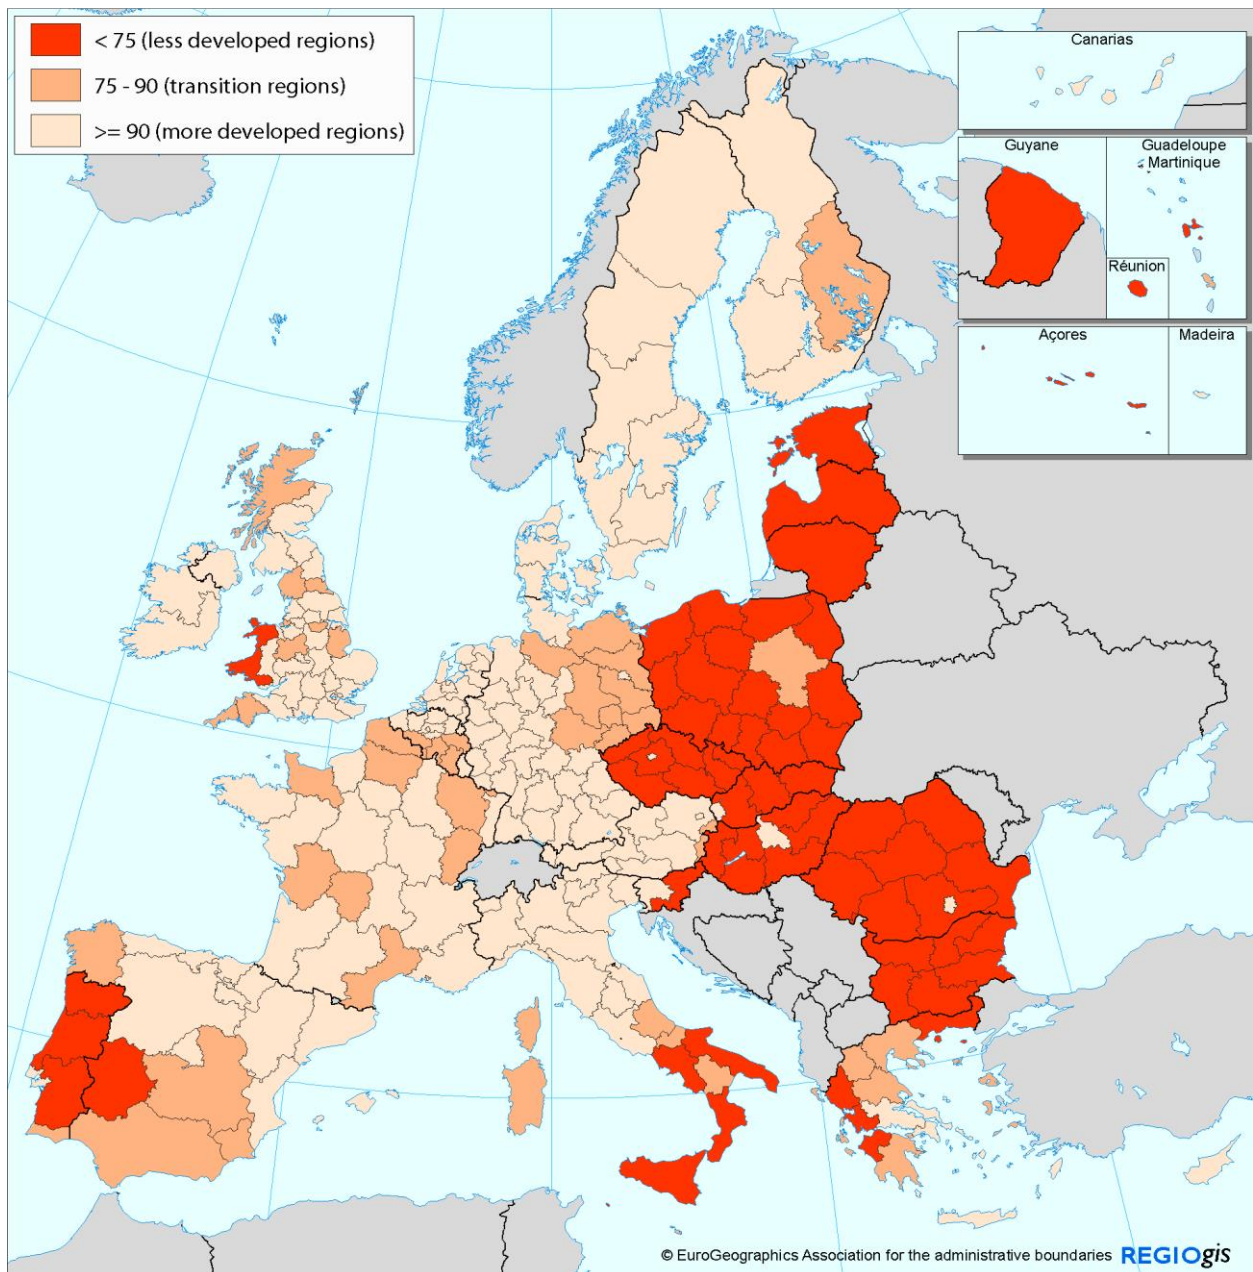 < 75 (less developed regions)
75 - 90 (transition regions)
>= 90 (more developed regions)
Canarias
Guyane
Guadeloupe
Martinique
Réunion
Açores
Madeira
© EuroGeographics Association for the administrative boundaries REGIOgis